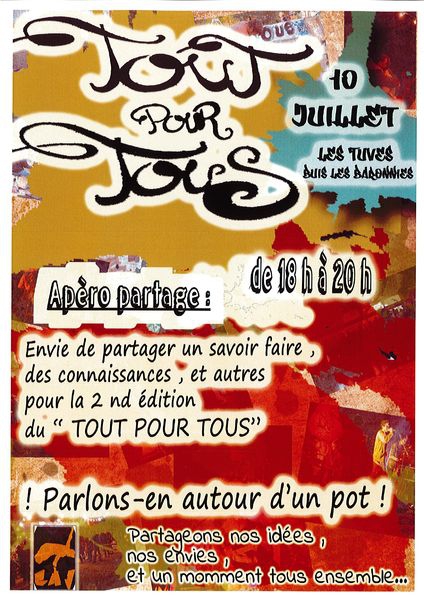 TOUT
POUR
TOUS
10
JUILLET
LES TUVES
BUIS LES BARONNIES
Apèro partage :
de 18 h à 20 h
Envie de partager un savoir faire ,
des connaissances , et autres
pour la 2 nd édition
du “ TOUT POUR TOUS”
! Parlons-en autour d’un pot !
Partageons nos idées ,
nos envies ,
et un momment tous ensemble...